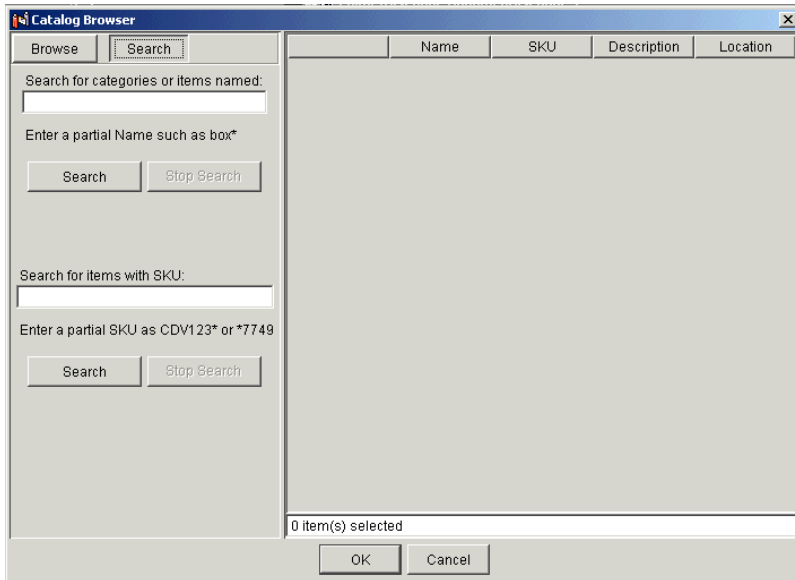 Catalog Browser
Browse Search
Name SKU Description Location
Search for categories or items named:
Enter a partial Name such as box*
Search Stop Search
Search for items with SKU:
Enter a partial SKU as CDV123* or *7749
Search Stop Search
0 item(s) selected
OK Cancel